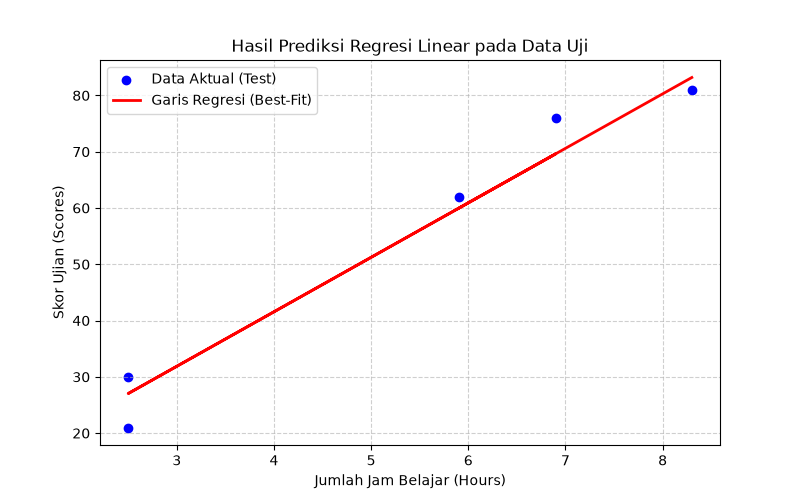 Hasil Prediksi Regresi Linear pada Data Uji
Data Aktual (Test)
Garis Regresi (Best-Fit)
80
70
60
50
40
30
20
Skor Ujian (Scores)
3 4 5 6 7 8
Jumlah Jam Belajar (Hours)